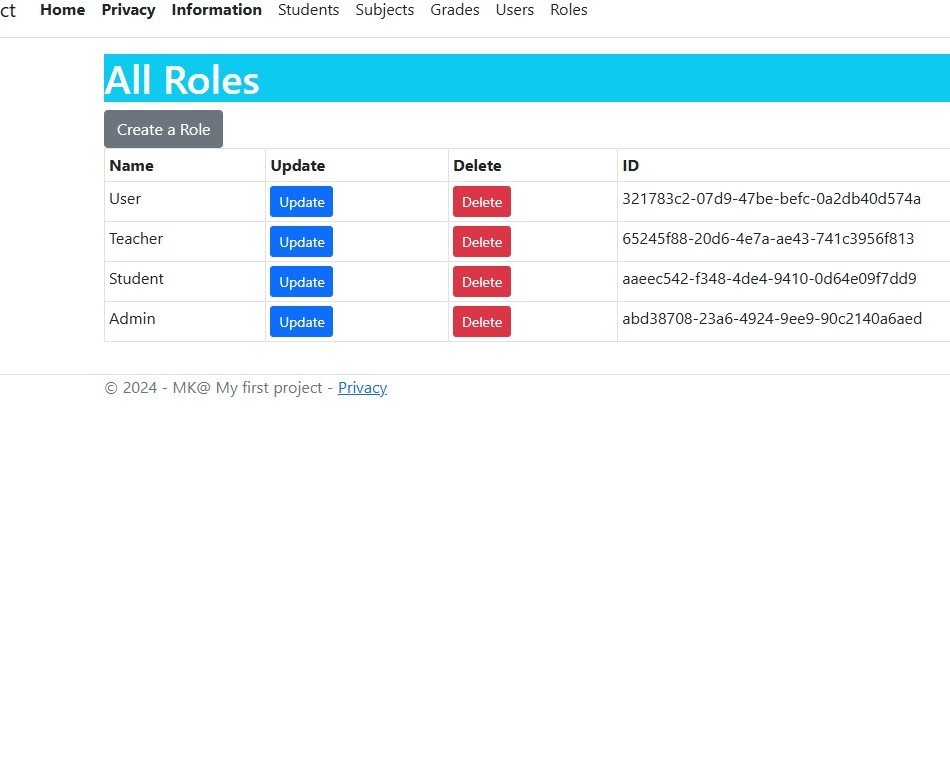 ct Home Privacy Information Students Subjects Grades Users Roles
All Roles
Create a Role
Name Update Delete ID
User Update Delete 321783c2-07d9-47be-befc-0a2db40d574a
Teacher Update Delete 65245f88-20d6-4e7a-ae43-741c3956f813
Student Update Delete aaeec542-f348-4de4-9410-0d64e09f7dd9
Admin Update Delete abd38708-23a6-4924-9ee9-90c2140a6aed
© 2024 - MK@ My first project - Privacy